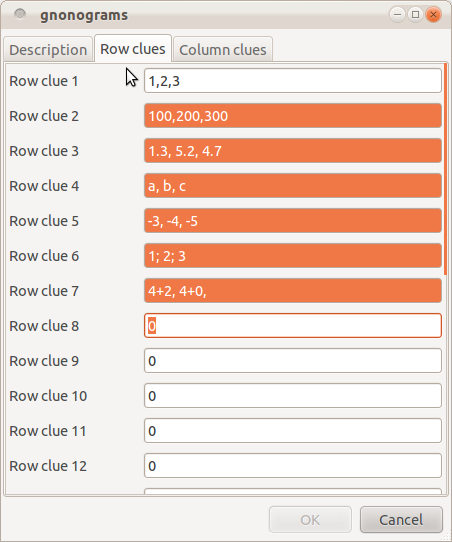 gnonograms
Description Row clues Column clues
Row clue 1 1,2,3
Row clue 2 100,200,300
Row clue 3 1.3, 5.2, 4.7
Row clue 4 a, b, c
Row clue 5 -3, -4, -5
Row clue 6 1; 2; 3
Row clue 7 4+2, 4+0,
Row clue 8 0
Row clue 9 0
Row clue 10 0
Row clue 11 0
Row clue 12 0
OK Cancel